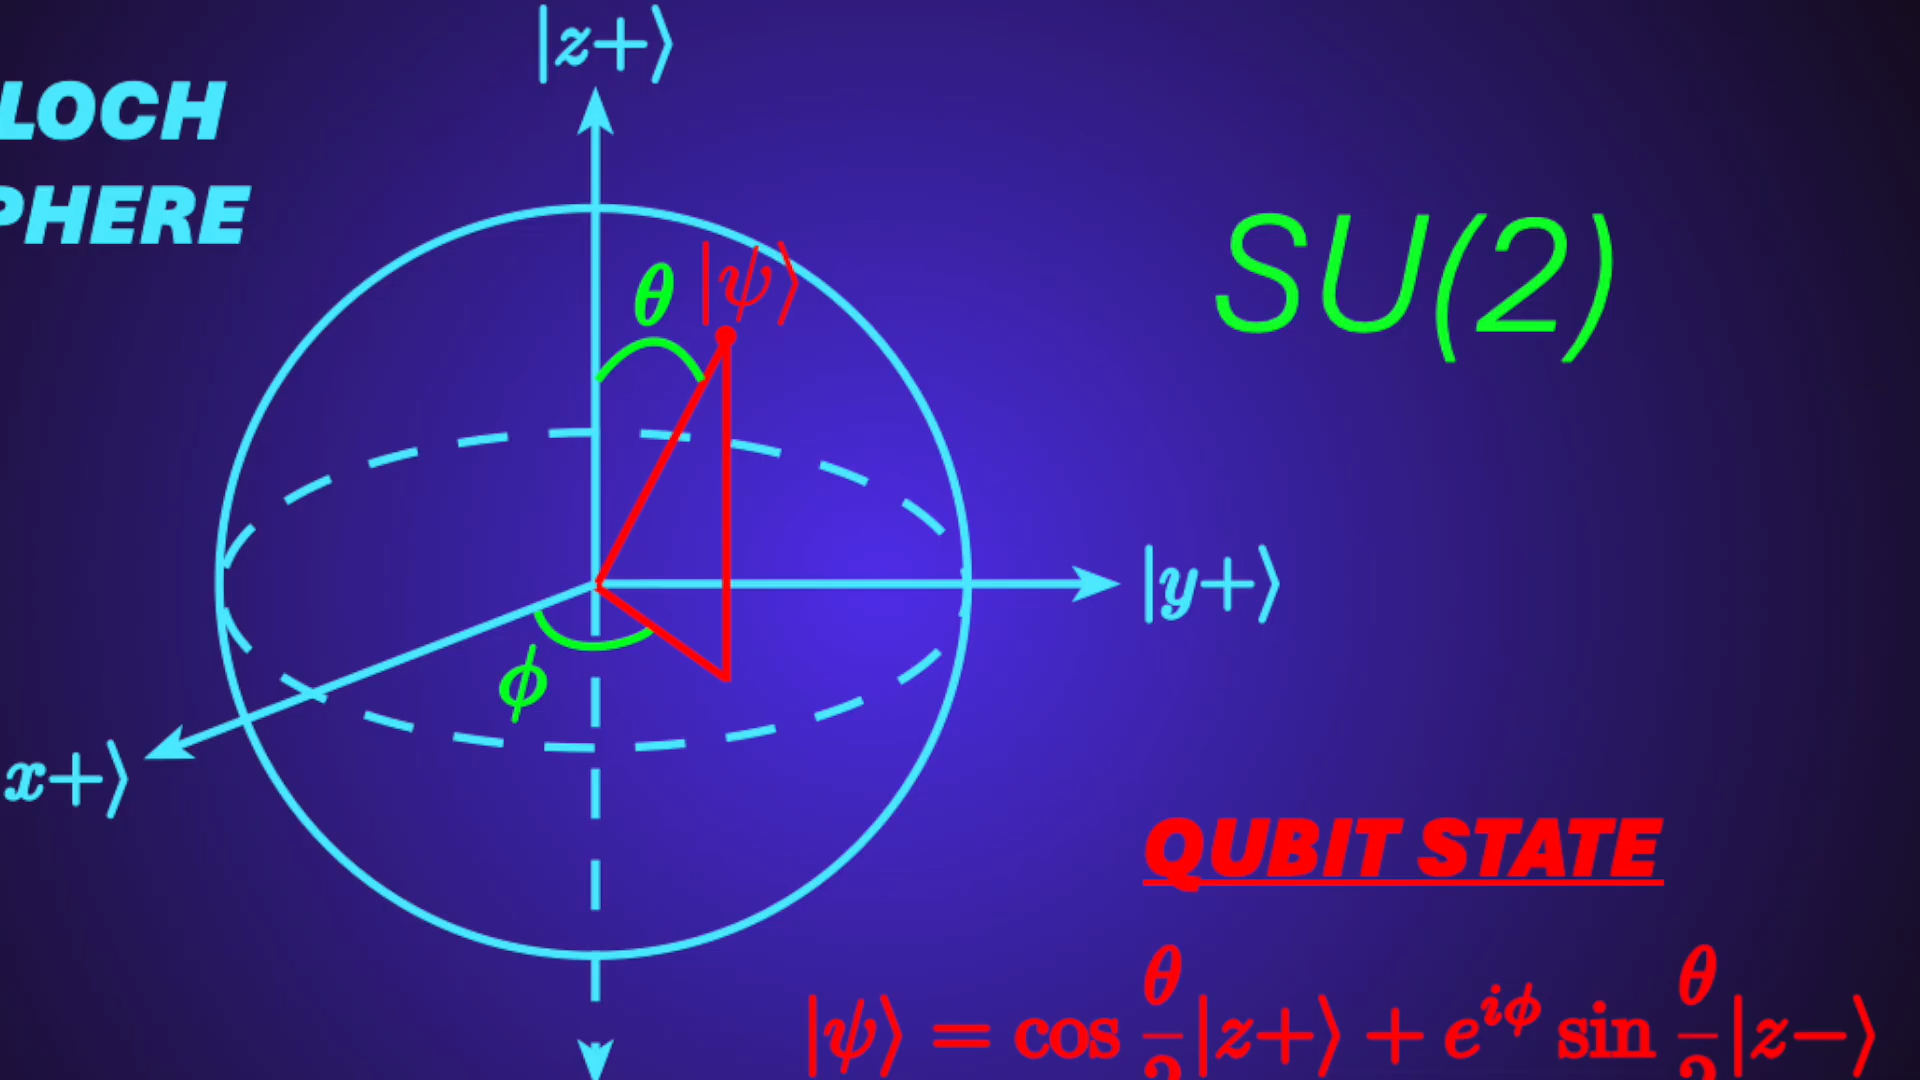 |z+⟩
LOCH
PHERE
SU(2)
θ |ψ⟩
|y+⟩
ϕ
x+⟩
QUBIT STATE
|ψ⟩ = cos θ/2 |z+⟩ + e^{iϕ} sin θ/2 |z−⟩